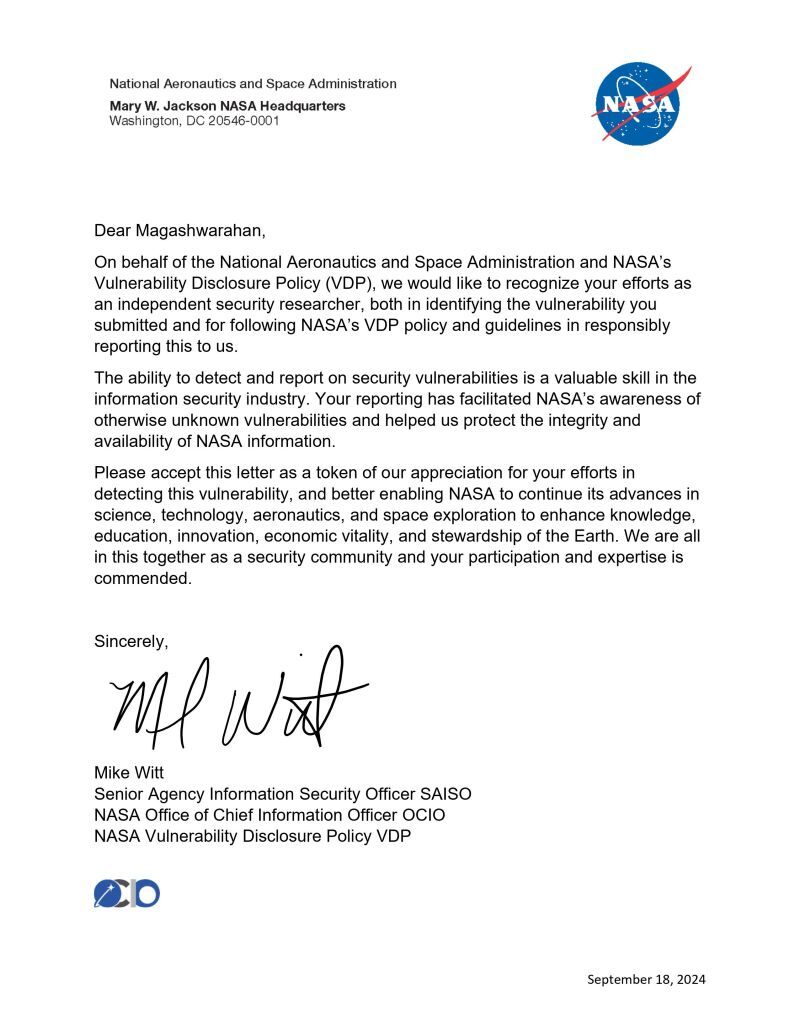 National Aeronautics and Space Administration
Mary W. Jackson NASA Headquarters
Washington, DC 20546-0001
NASA
Dear Magashwarahan,
On behalf of the National Aeronautics and Space Administration and NASA’s
Vulnerability Disclosure Policy (VDP), we would like to recognize your efforts as
an independent security researcher, both in identifying the vulnerability you
submitted and for following NASA’s VDP policy and guidelines in responsibly
reporting this to us.
The ability to detect and report on security vulnerabilities is a valuable skill in the
information security industry. Your reporting has facilitated NASA’s awareness of
otherwise unknown vulnerabilities and helped us protect the integrity and
availability of NASA information.
Please accept this letter as a token of our appreciation for your efforts in
detecting this vulnerability, and better enabling NASA to continue its advances in
science, technology, aeronautics, and space exploration to enhance knowledge,
education, innovation, economic vitality, and stewardship of the Earth. We are all
in this together as a security community and your participation and expertise is
commended.
Sincerely,
Mike Witt
Senior Agency Information Security Officer SAISO
NASA Office of Chief Information Officer OCIO
NASA Vulnerability Disclosure Policy VDP
OCIO
September 18, 2024